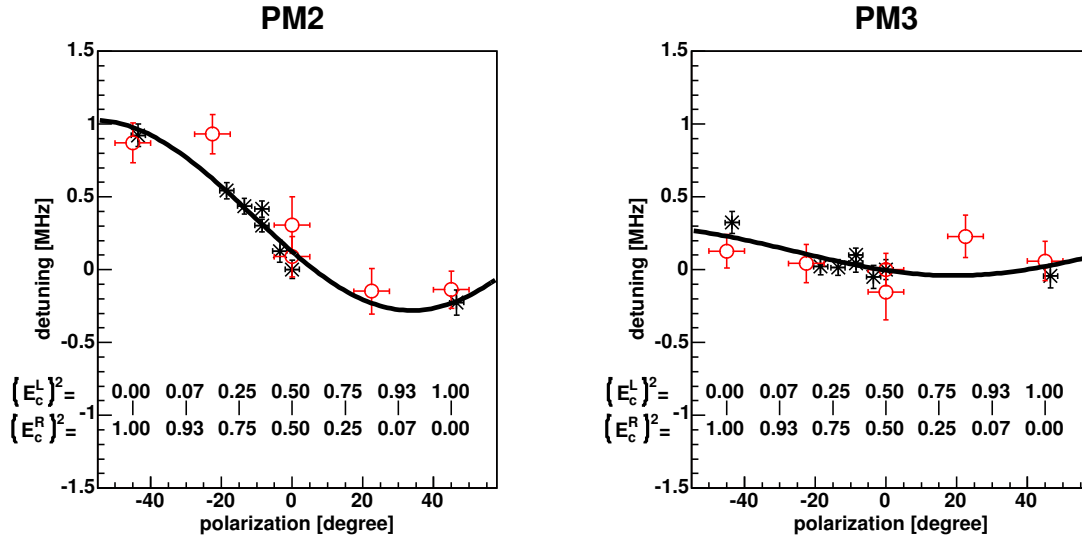 PM2
detuning [MHz]
1.5
1
0.5
0
-0.5
-1
-1.5
(E_c^L)^2= 0.00 0.07 0.25 0.50 0.75 0.93 1.00
(E_c^R)^2= 1.00 0.93 0.75 0.50 0.25 0.07 0.00
-40 -20 0 20 40
polarization [degree]
PM3
detuning [MHz]
1.5
1
0.5
0
-0.5
-1
-1.5
(E_c^L)^2= 0.00 0.07 0.25 0.50 0.75 0.93 1.00
(E_c^R)^2= 1.00 0.93 0.75 0.50 0.25 0.07 0.00
-40 -20 0 20 40
polarization [degree]